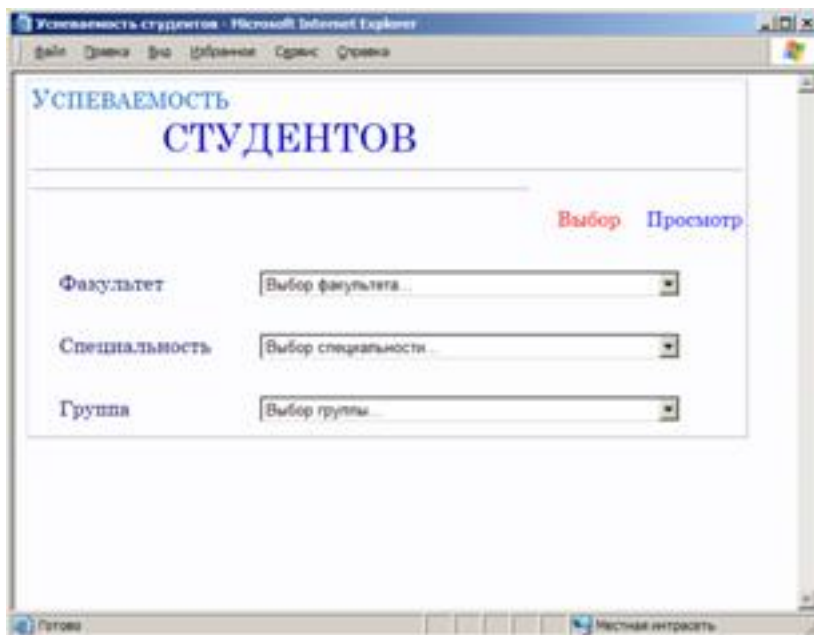 Успеваемость студентов - Microsoft Internet Explorer
Файл Правка Вид Избранное Сервис Справка
УСПЕВАЕМОСТЬ
СТУДЕНТОВ
Выбор Просмотр
Факультет Выбор факультета...
Специальность Выбор специальности...
Группа Выбор группы...
Готово Местная интрасеть